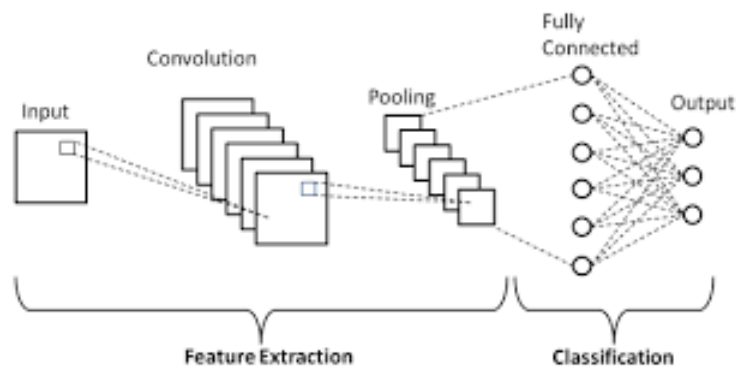 Fully
Connected
Convolution
Pooling
Input
Output
Feature Extraction
Classification